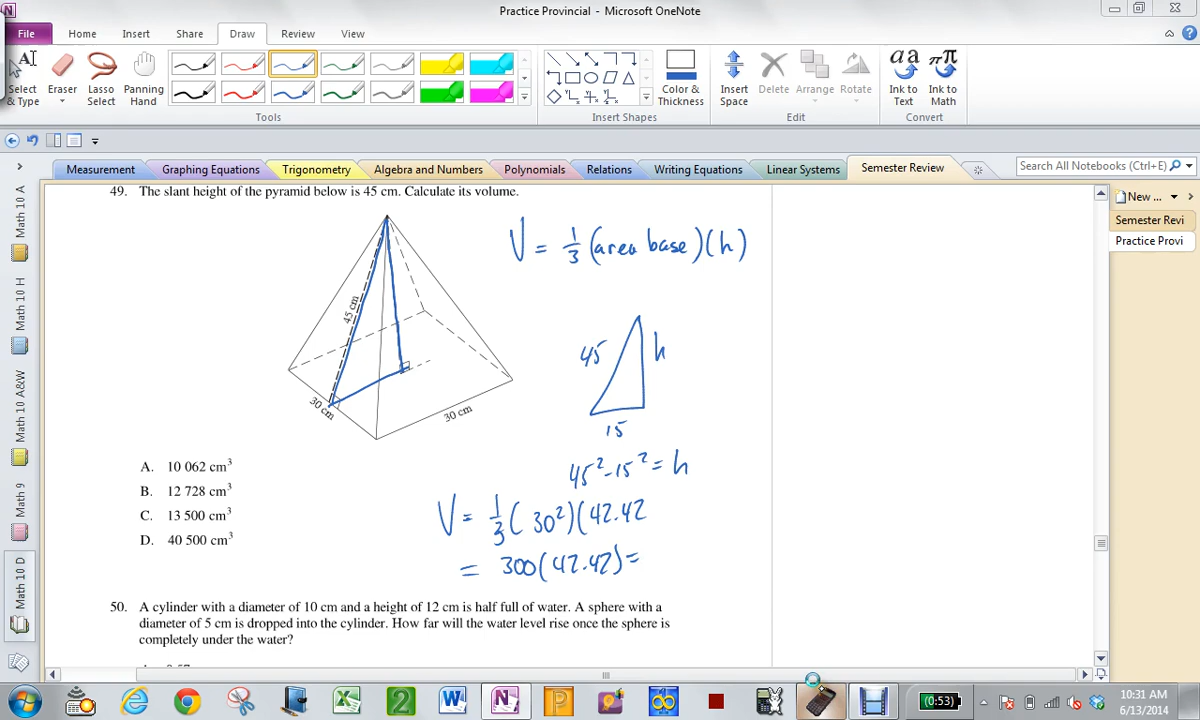 Practice Provincial - Microsoft OneNote
File Home Insert Share Draw Review View
Select & Type Eraser Lasso Select Panning Hand
Color & Thickness Insert Space Delete Arrange Rotate Ink to Text Ink to Math
Tools Insert Shapes Edit Convert
Measurement Graphing Equations Trigonometry Algebra and Numbers Polynomials Relations Writing Equations Linear Systems Semester Review Search All Notebooks (Ctrl+E)
New ...
Semester Revi
Practice Provi
Math 10 A
Math 10 H
Math 10 A&W
Math 9
Math 10 D
49. The slant height of the pyramid below is 45 cm. Calculate its volume.
V = 1/3 (area base)(h)
45 cm
30 cm
30 cm
45 h
15
45² - 15² = h
A. 10 062 cm³
B. 12 728 cm³
C. 13 500 cm³
D. 40 500 cm³
V = 1/3 ( 30² )( 42.42
= 300( 42.42 ) =
50. A cylinder with a diameter of 10 cm and a height of 12 cm is half full of water. A sphere with a
diameter of 5 cm is dropped into the cylinder. How far will the water level rise once the sphere is
completely under the water?
(0:53)
10:31 AM
6/13/2014